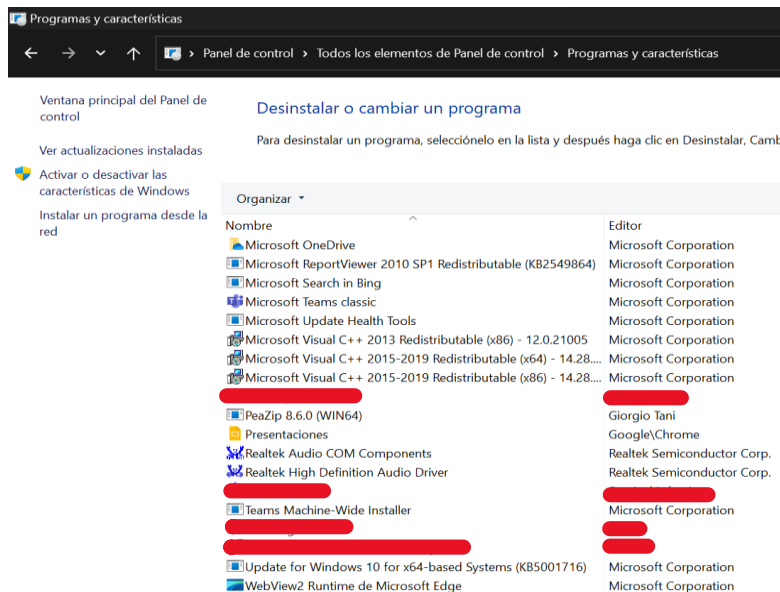 Programas y características
Panel de control > Todos los elementos de Panel de control > Programas y características
Ventana principal del Panel de
control
Ver actualizaciones instaladas
Activar o desactivar las
características de Windows
Instalar un programa desde la
red
Desinstalar o cambiar un programa
Para desinstalar un programa, selecciónelo en la lista y después haga clic en Desinstalar, Camb
Organizar
Nombre Editor
Microsoft OneDrive Microsoft Corporation
Microsoft ReportViewer 2010 SP1 Redistributable (KB2549864) Microsoft Corporation
Microsoft Search in Bing Microsoft Corporation
Microsoft Teams classic Microsoft Corporation
Microsoft Update Health Tools Microsoft Corporation
Microsoft Visual C++ 2013 Redistributable (x86) - 12.0.21005 Microsoft Corporation
Microsoft Visual C++ 2015-2019 Redistributable (x64) - 14.28.... Microsoft Corporation
Microsoft Visual C++ 2015-2019 Redistributable (x86) - 14.28.... Microsoft Corporation
PeaZip 8.6.0 (WIN64) Giorgio Tani
Presentaciones Google\Chrome
Realtek Audio COM Components Realtek Semiconductor Corp.
Realtek High Definition Audio Driver Realtek Semiconductor Corp.
Teams Machine-Wide Installer Microsoft Corporation
Update for Windows 10 for x64-based Systems (KB5001716) Microsoft Corporation
WebView2 Runtime de Microsoft Edge Microsoft Corporation